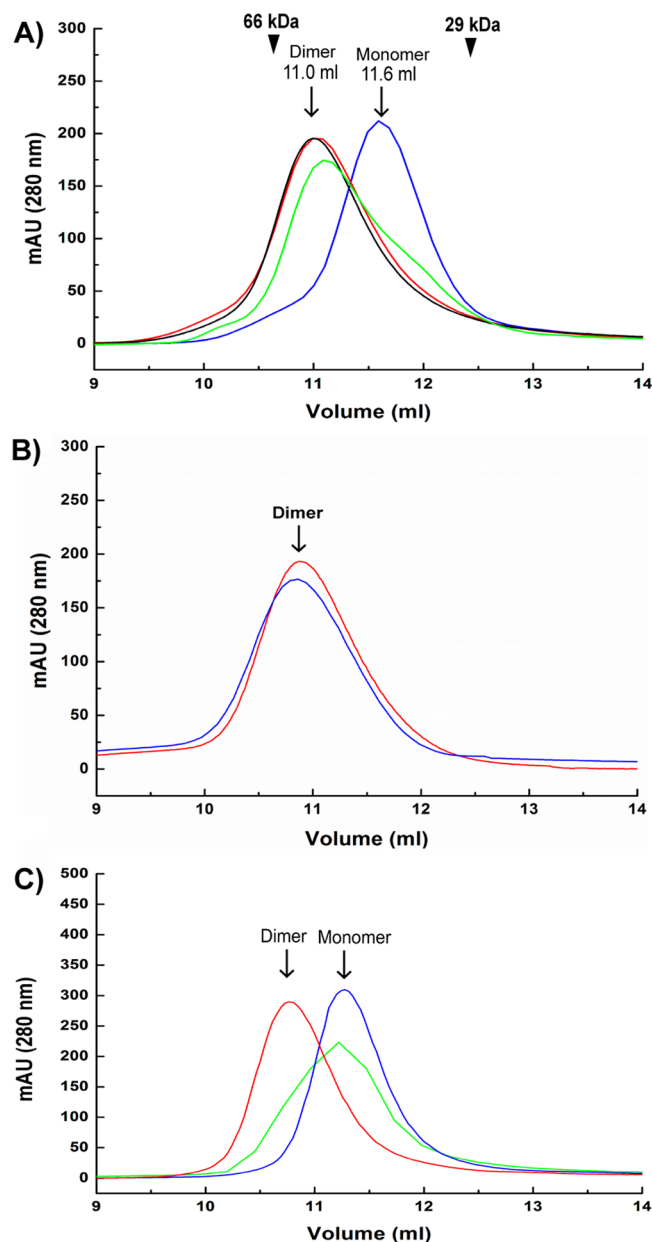 A)
66 kDa
29 kDa
Dimer
11.0 ml
Monomer
11.6 ml
300
250
200
150
100
50
0
mAU (280 nm)
9
10
11
12
13
14
Volume (ml)
B)
300
250
200
150
100
50
0
mAU (280 nm)
Dimer
9
10
11
12
13
14
Volume (ml)
C)
500
450
400
350
300
250
200
150
100
50
0
mAU (280 nm)
Dimer
Monomer
9
10
11
12
13
14
Volume (ml)